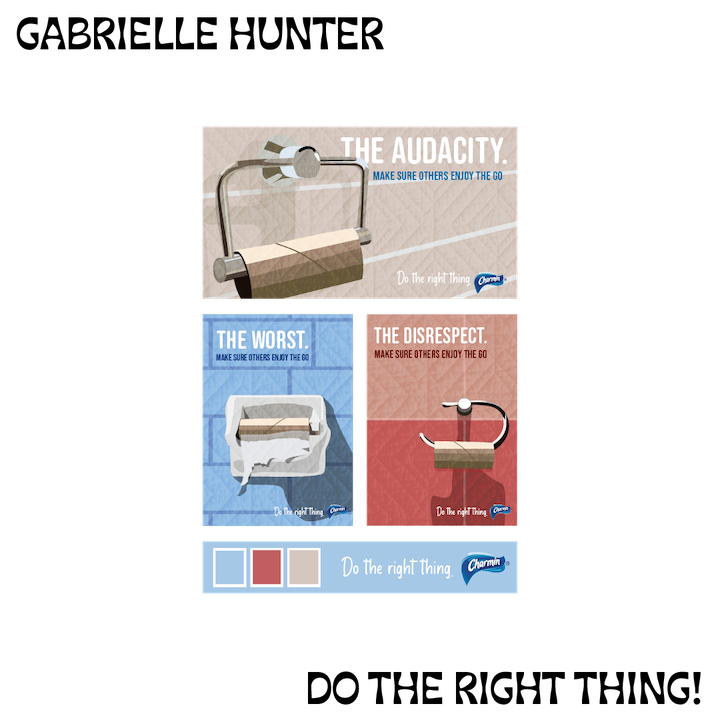 GABRIELLE HUNTER
THE AUDACITY.
MAKE SURE OTHERS ENJOY THE GO
Do the right thing
Charmin
THE WORST.
MAKE SURE OTHERS ENJOY THE GO
Do the right thing
Charmin
THE DISRESPECT.
MAKE SURE OTHERS ENJOY THE GO
Do the right thing
Charmin
Do the right thing.
Charmin®
DO THE RIGHT THING!